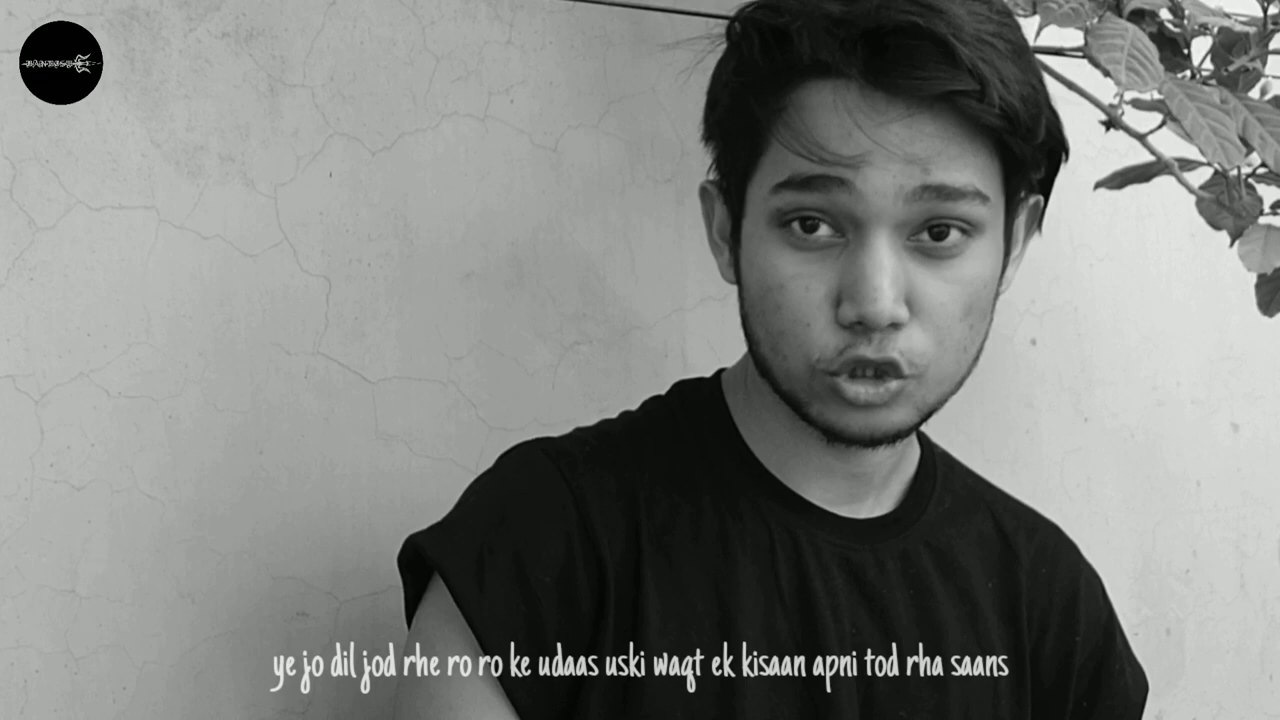 ye jo dil jod rhe ro ro ke udaas uski waqt ek kisaan apni tod rha saans